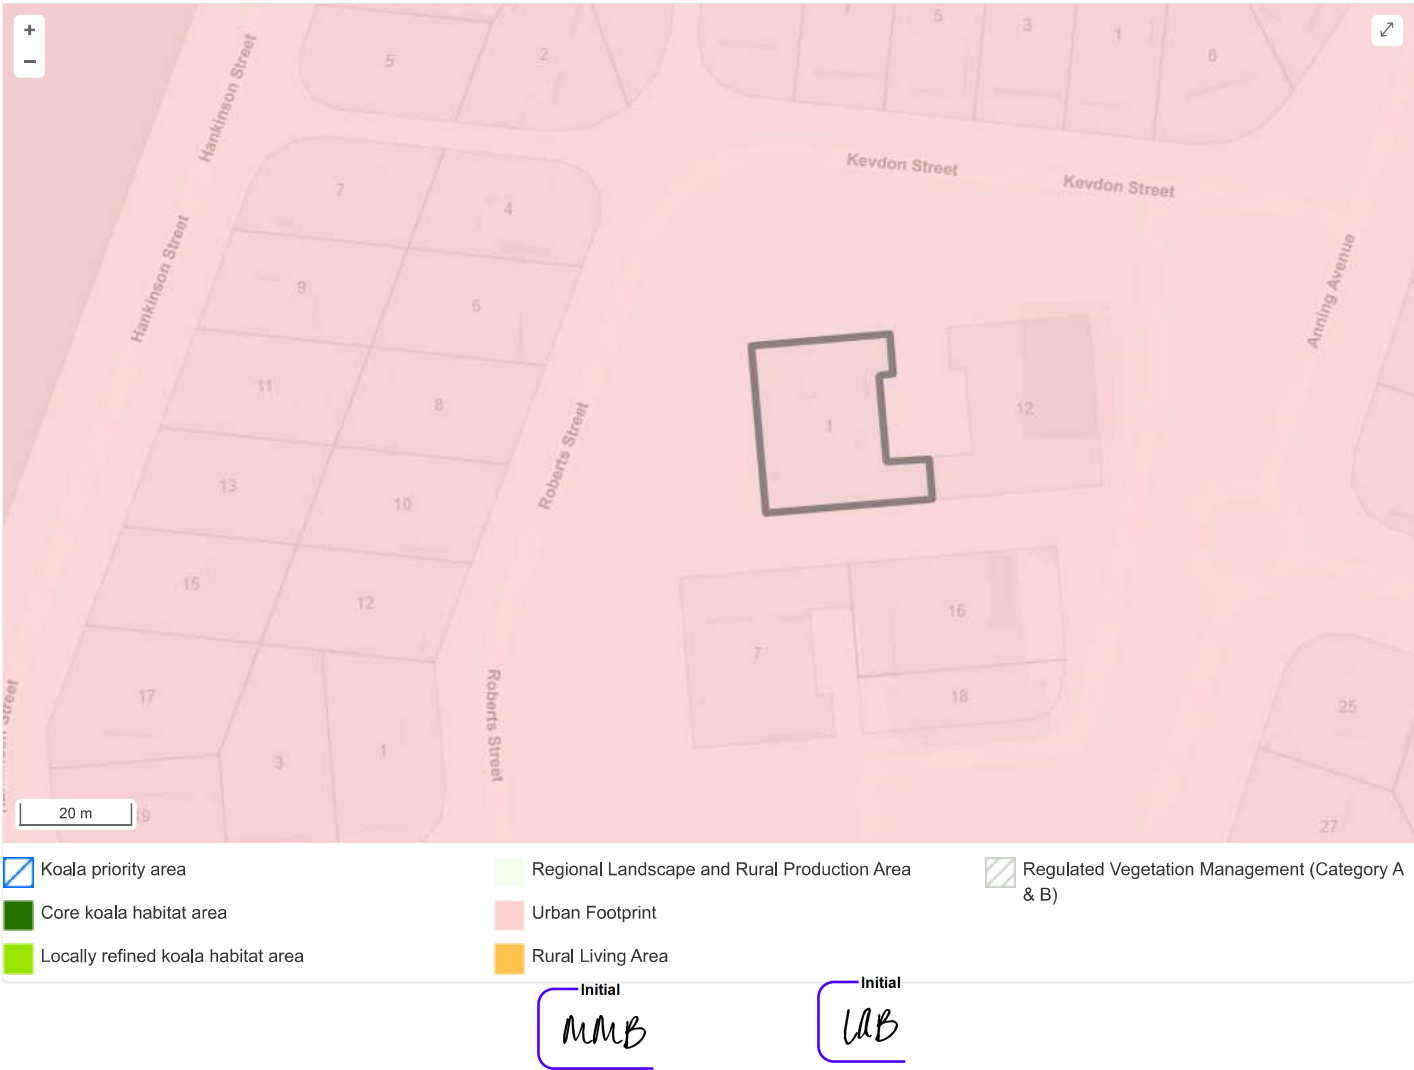 +
−
5
2
5
3
1
6
Hankinson Street
Kevdon Street
Kevdon Street
7
4
Hankinson Street
9
6
Anning Avenue
11
8
1
12
Roberts Street
13
10
15
12
16
7
17
18
Roberts Street
25
3
1
20 m
19
27
Koala priority area
Core koala habitat area
Locally refined koala habitat area
Regional Landscape and Rural Production Area
Urban Footprint
Rural Living Area
Regulated Vegetation Management (Category A
& B)
Initial
MMB
Initial
LAB